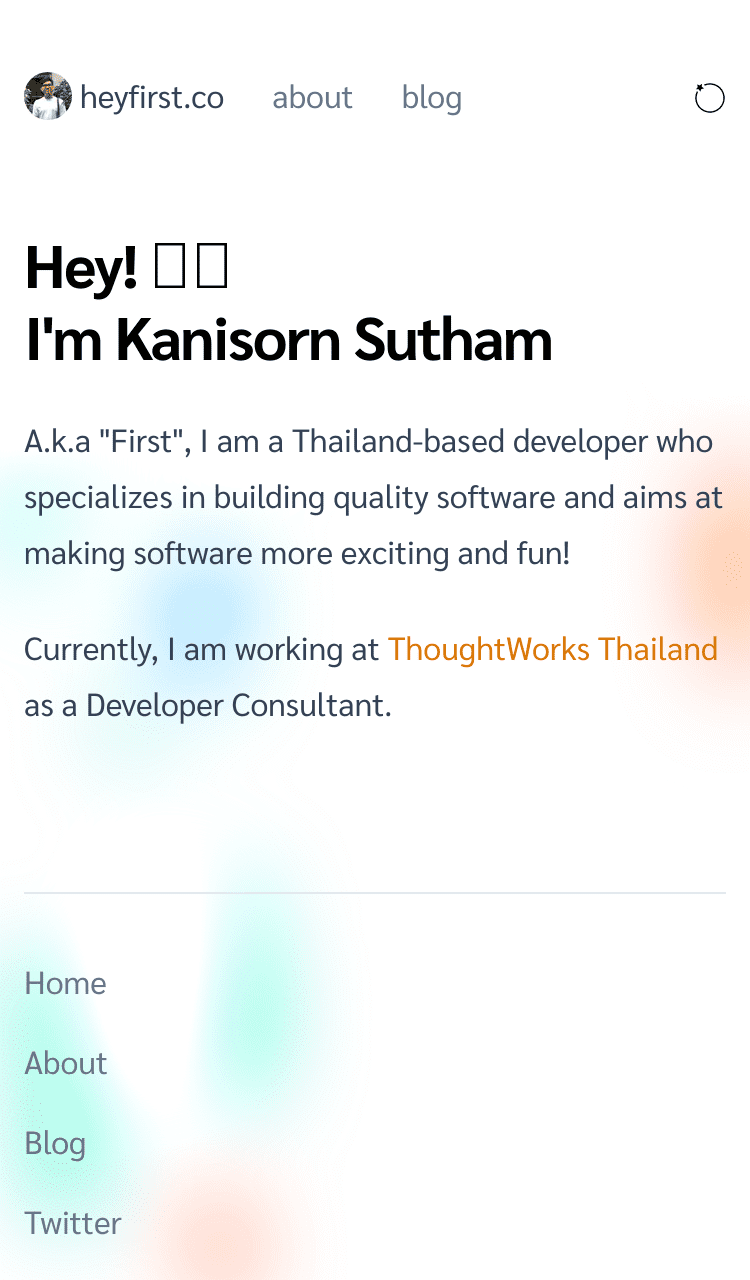 heyfirst.co about blog
Hey!
I'm Kanisorn Sutham
A.k.a "First", I am a Thailand-based developer who
specializes in building quality software and aims at
making software more exciting and fun!
Currently, I am working at ThoughtWorks Thailand
as a Developer Consultant.
Home
About
Blog
Twitter